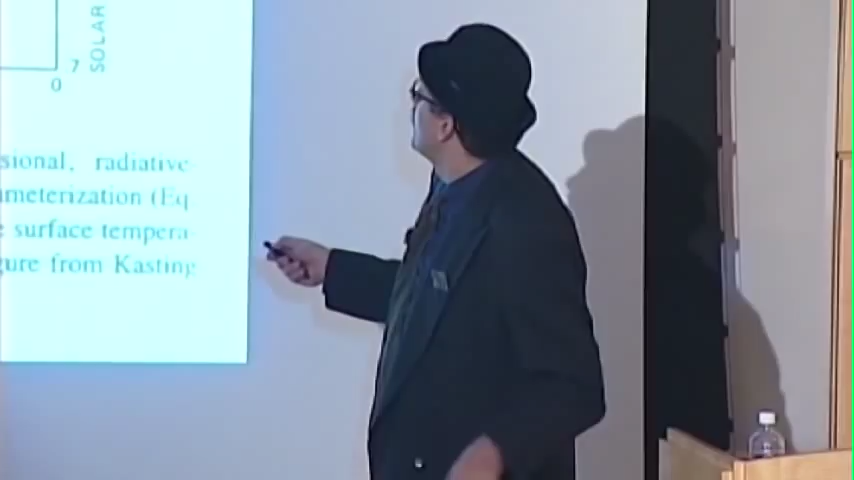 SOLAR
7
0
sional, radiative-
ameterization (Eq
e surface tempera-
gure from Kasting